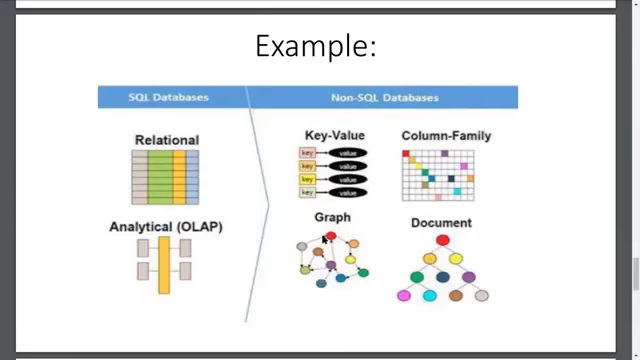 Example:
SQL Databases
Non-SQL Databases
Relational
Analytical (OLAP)
Key-Value
key value
key value
key value
key value
Column-Family
Graph
Document